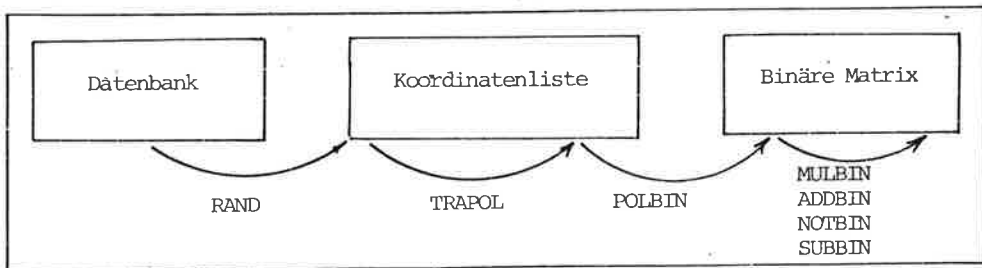 Datenbank
Koordinatenliste
Binäre Matrix
RAND
TRAPOL
POLBIN
MULBIN
ADDBIN
NOTBIN
SUBBIN